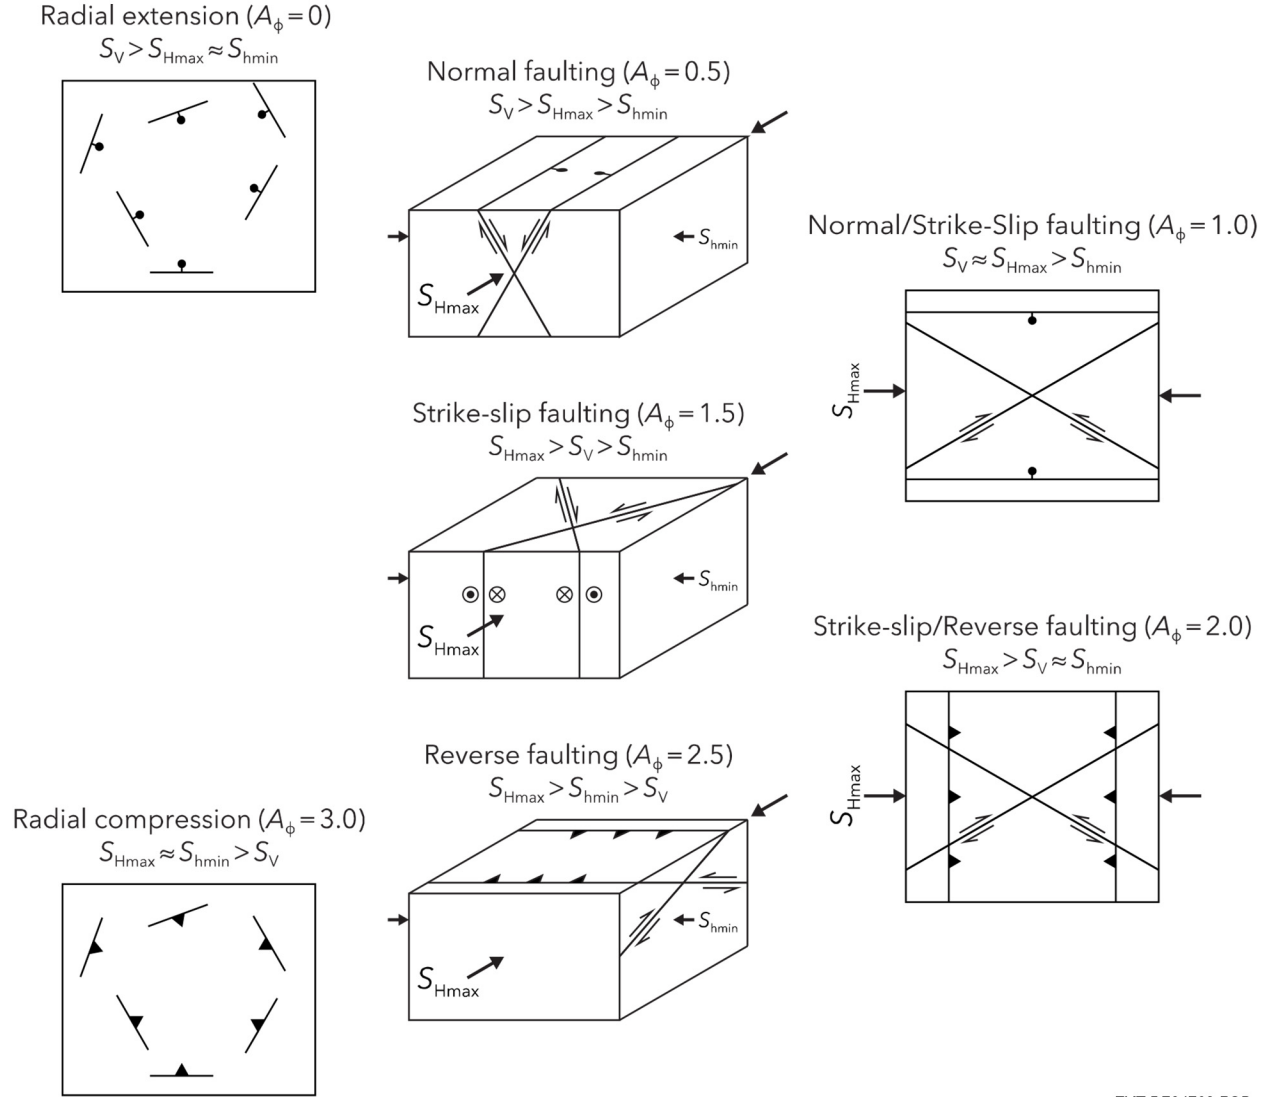 Radial extension (Aϕ = 0)
SV > SHmax ≈ Shmin
Normal faulting (Aϕ = 0.5)
SV > SHmax > Shmin
Shmin
SHmax
Normal/Strike-Slip faulting (Aϕ = 1.0)
SV ≈ SHmax > Shmin
SHmax
Strike-slip faulting (Aϕ = 1.5)
SHmax > SV > Shmin
Shmin
SHmax
Strike-slip/Reverse faulting (Aϕ = 2.0)
SHmax > SV ≈ Shmin
SHmax
Reverse faulting (Aϕ = 2.5)
SHmax > Shmin > SV
Shmin
SHmax
Radial compression (Aϕ = 3.0)
SHmax ≈ Shmin > SV